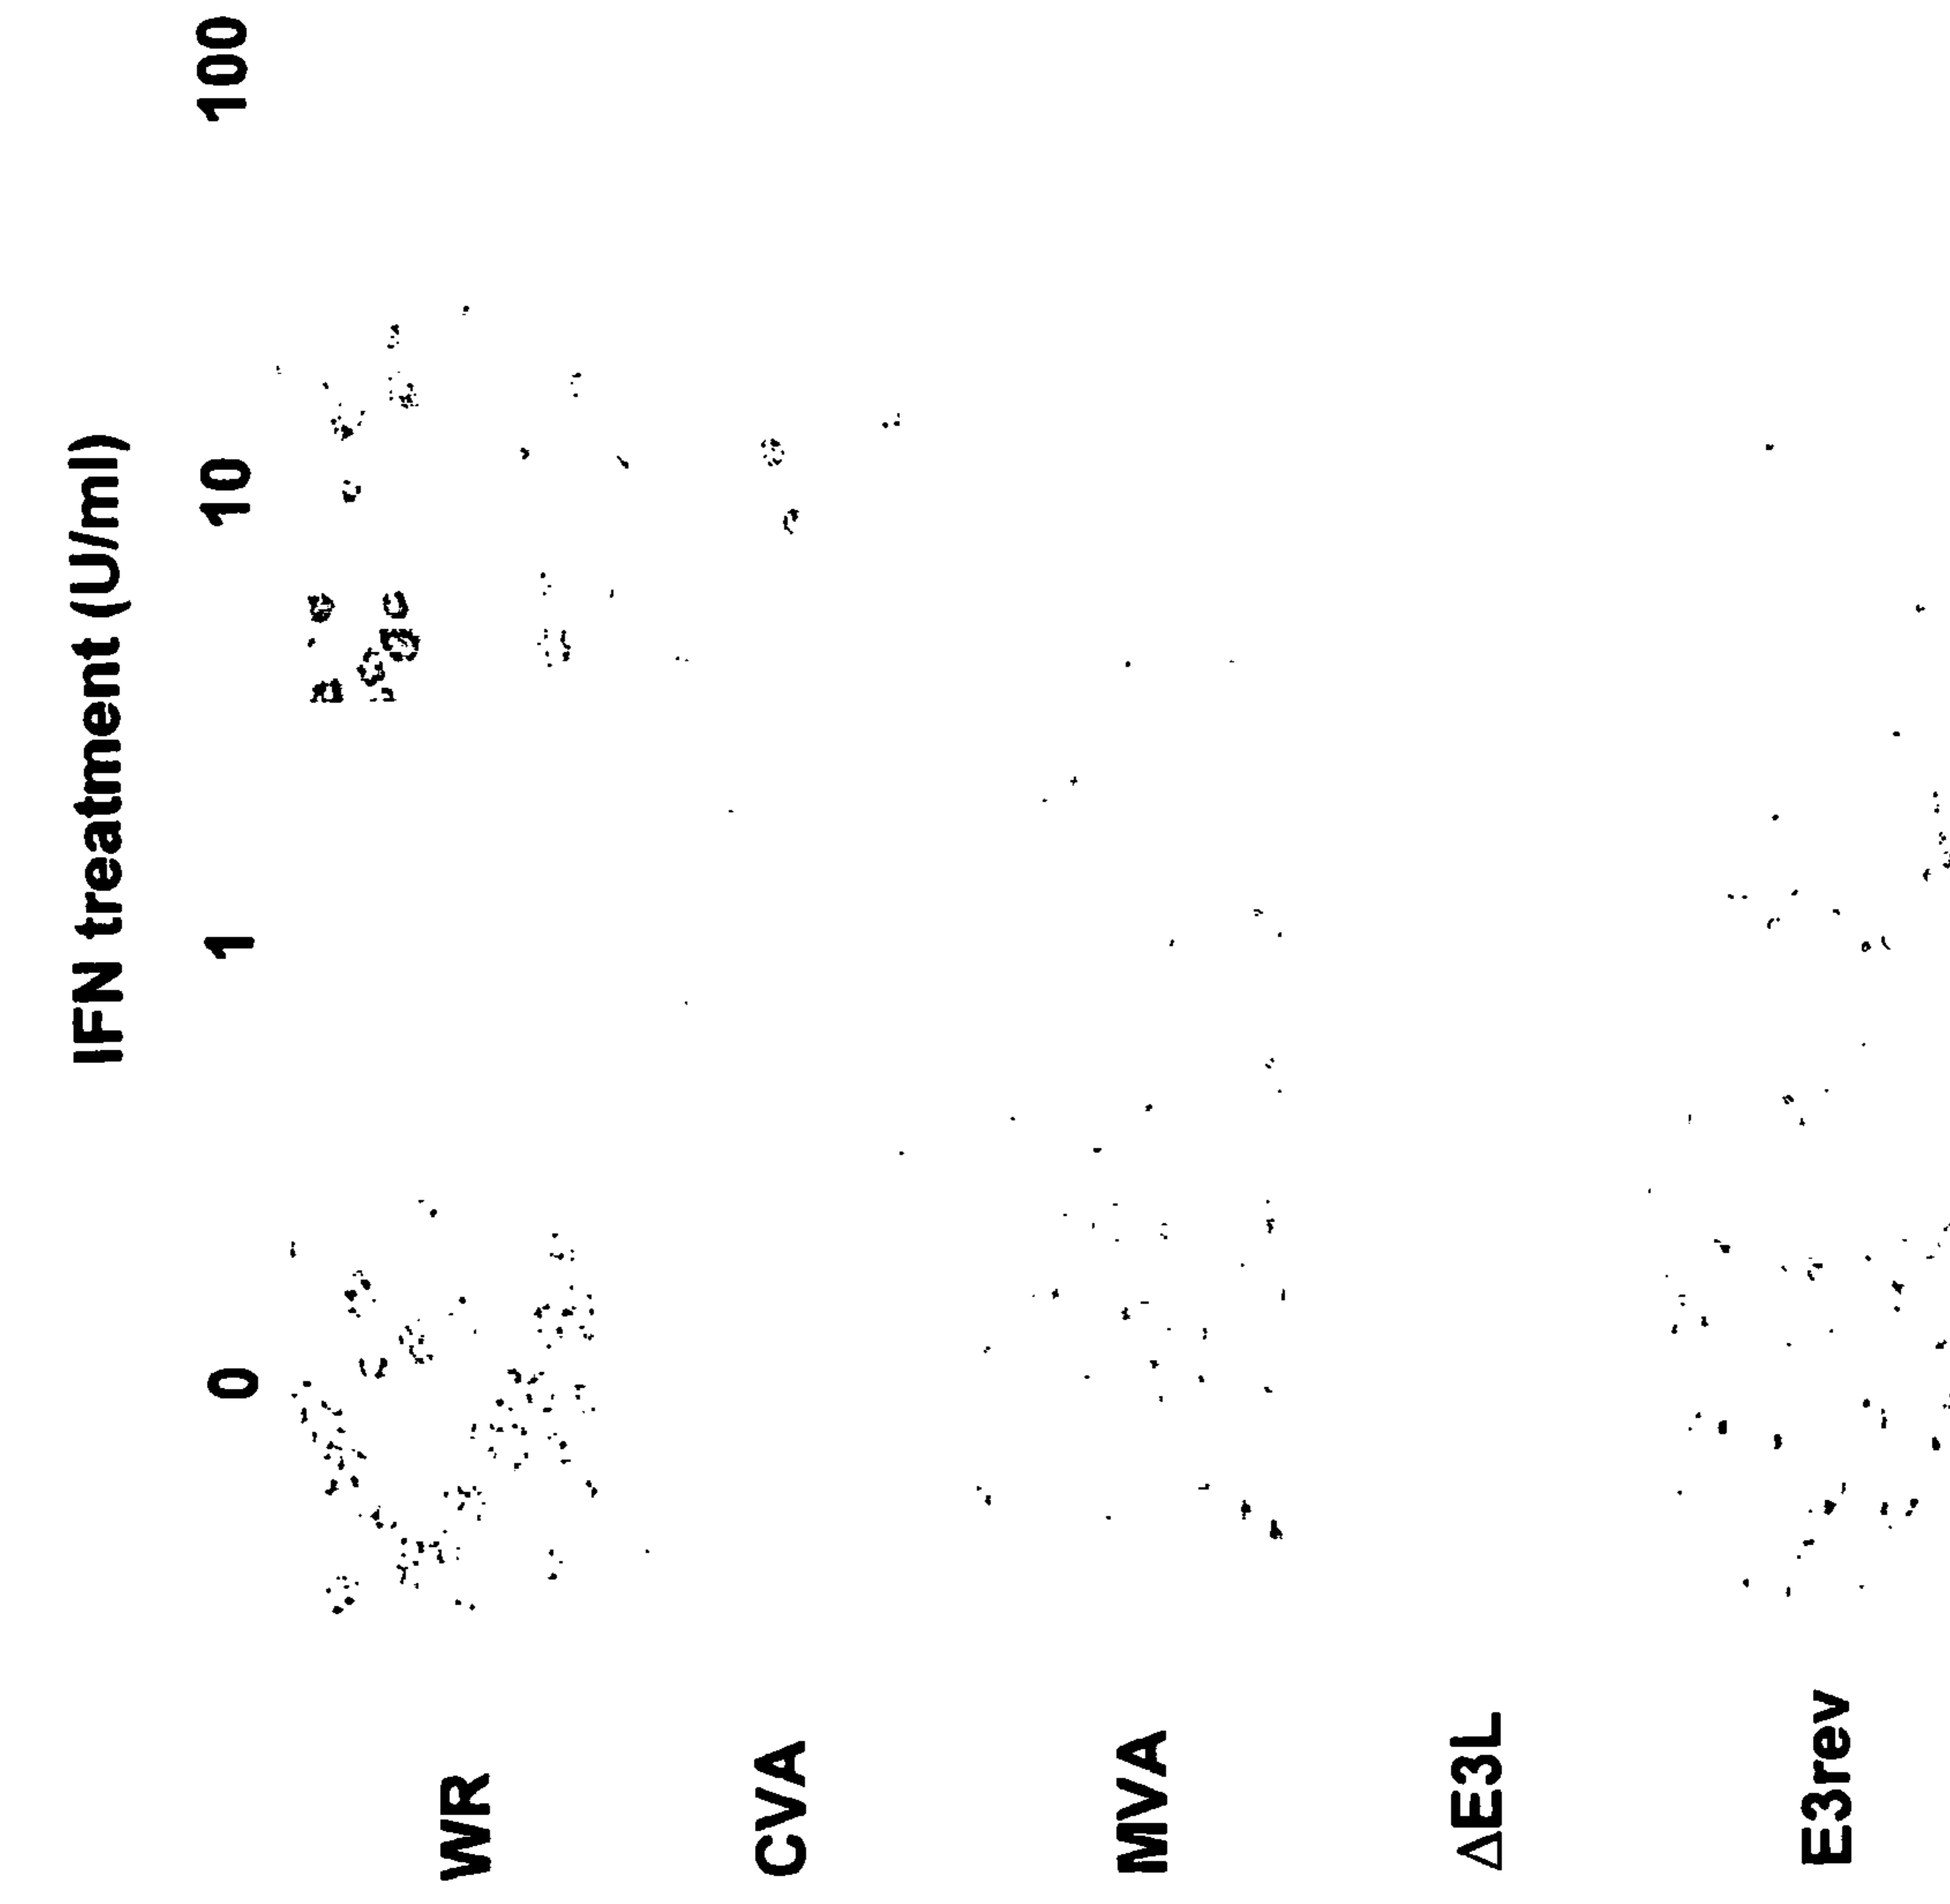 IFN treatment (U/ml)
0 1 10 100
WR
CVA
MVA
ΔE3L
E3rev